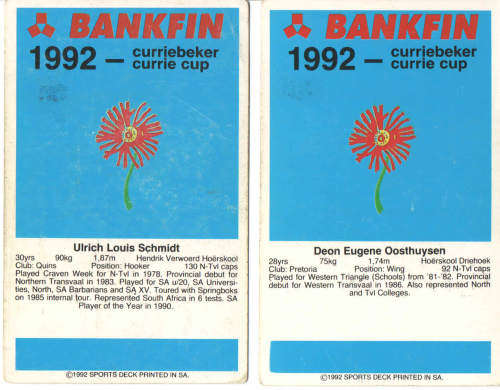 BANKFIN
1992 – curriebeker
currie cup
Ulrich Louis Schmidt
30yrs 90kg 1,87m Hendrik Verwoerd Hoërskool
Club: Quins Position: Hooker 130 N-Tvl caps
Played Craven Week for N-Tvl in 1978. Provincial debut for
Northern Transvaal in 1983. Played for SA u/20, SA Universi-
ties, North, SA Barbarians and SA XV. Toured with Springboks
on 1985 internal tour. Represented South Africa in 6 tests. SA
Player of the Year in 1990.
©1992 SPORTS DECK PRINTED IN SA.
BANKFIN
1992 – curriebeker
currie cup
Deon Eugene Oosthuysen
28yrs 75kg 1,74m Hoërskool Driehoek
Club: Pretoria Position: Wing 92 N-Tvl caps
Played for Western Triangle (Schools) from '81-'82. Provincial
debut for Western Transvaal in 1986. Also represented North
and Tvl Colleges.
©1992 SPORTS DECK PRINTED IN SA.